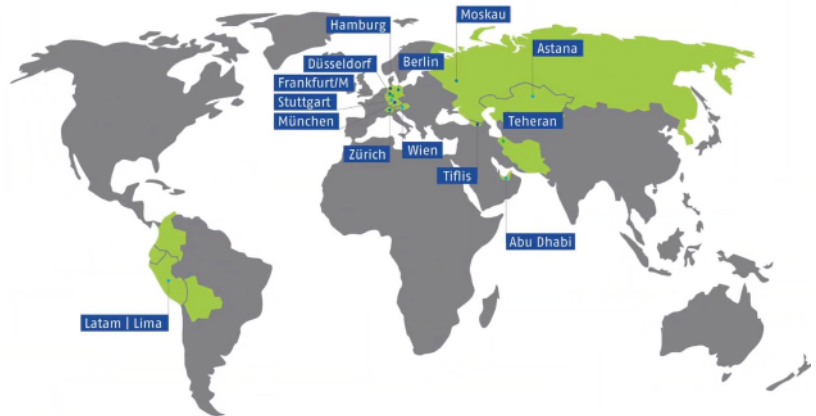 Moskau
Hamburg
Astana
Düsseldorf
Berlin
Frankfurt/M
Stuttgart
München
Teheran
Zürich
Wien
Tiflis
Abu Dhabi
Latam | Lima